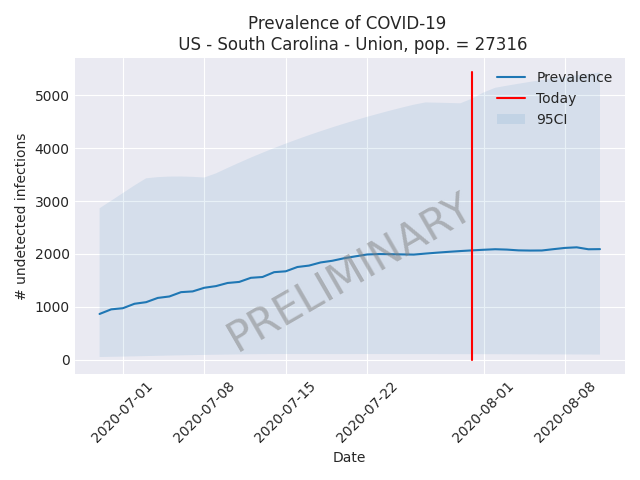 Prevalence of COVID-19
US - South Carolina - Union, pop. = 27316
Prevalence
Today
95CI
# undetected infections
5000
4000
3000
2000
1000
0
PRELIMINARY
2020-07-01
2020-07-08
2020-07-15
2020-07-22
2020-08-01
2020-08-08
Date